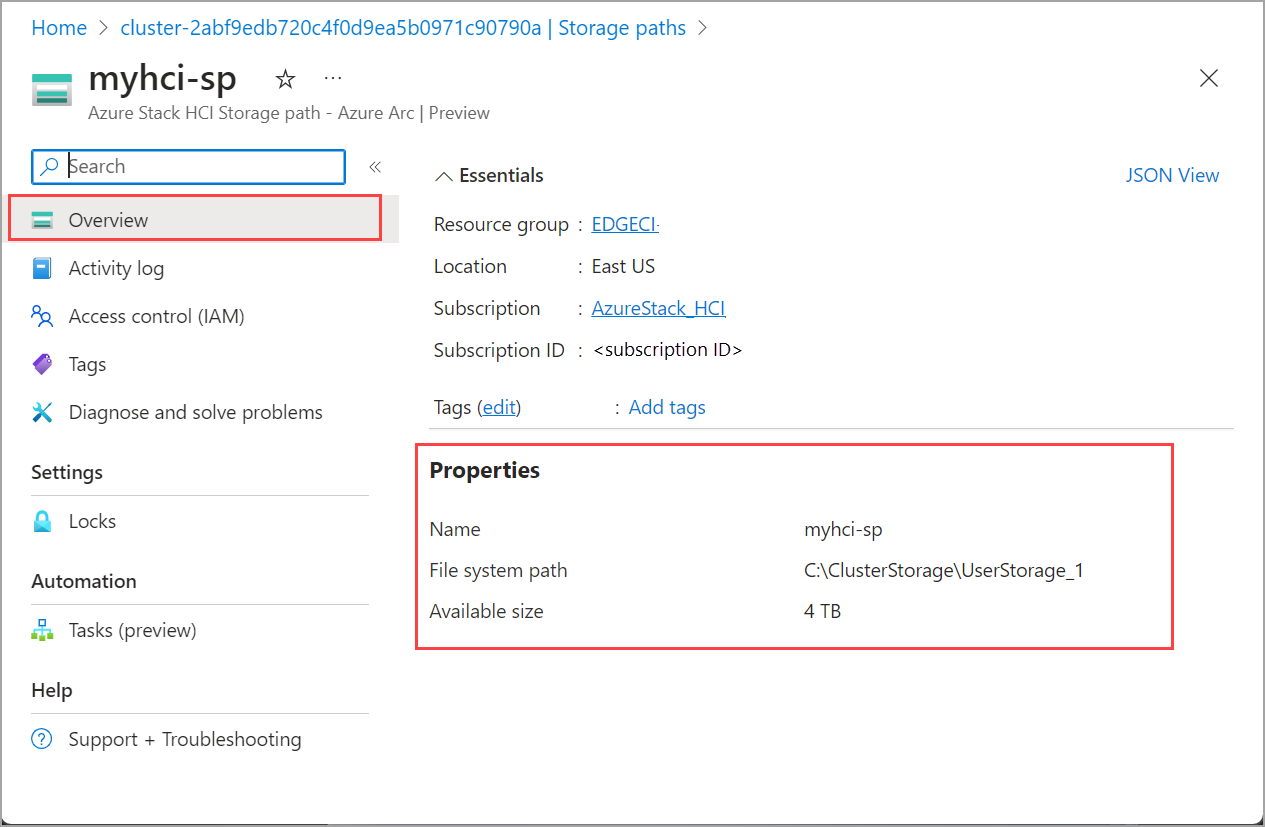 Home > cluster-2abf9edb720c4f0d9ea5b0971c90790a | Storage paths >
myhci-sp
Azure Stack HCI Storage path - Azure Arc | Preview
Search
Overview
Activity log
Access control (IAM)
Tags
Diagnose and solve problems
Settings
Locks
Automation
Tasks (preview)
Help
Support + Troubleshooting
Essentials
JSON View
Resource group : EDGECI-
Location : East US
Subscription : AzureStack_HCI
Subscription ID : <subscription ID>
Tags (edit) : Add tags
Properties
Name myhci-sp
File system path C:\ClusterStorage\UserStorage_1
Available size 4 TB